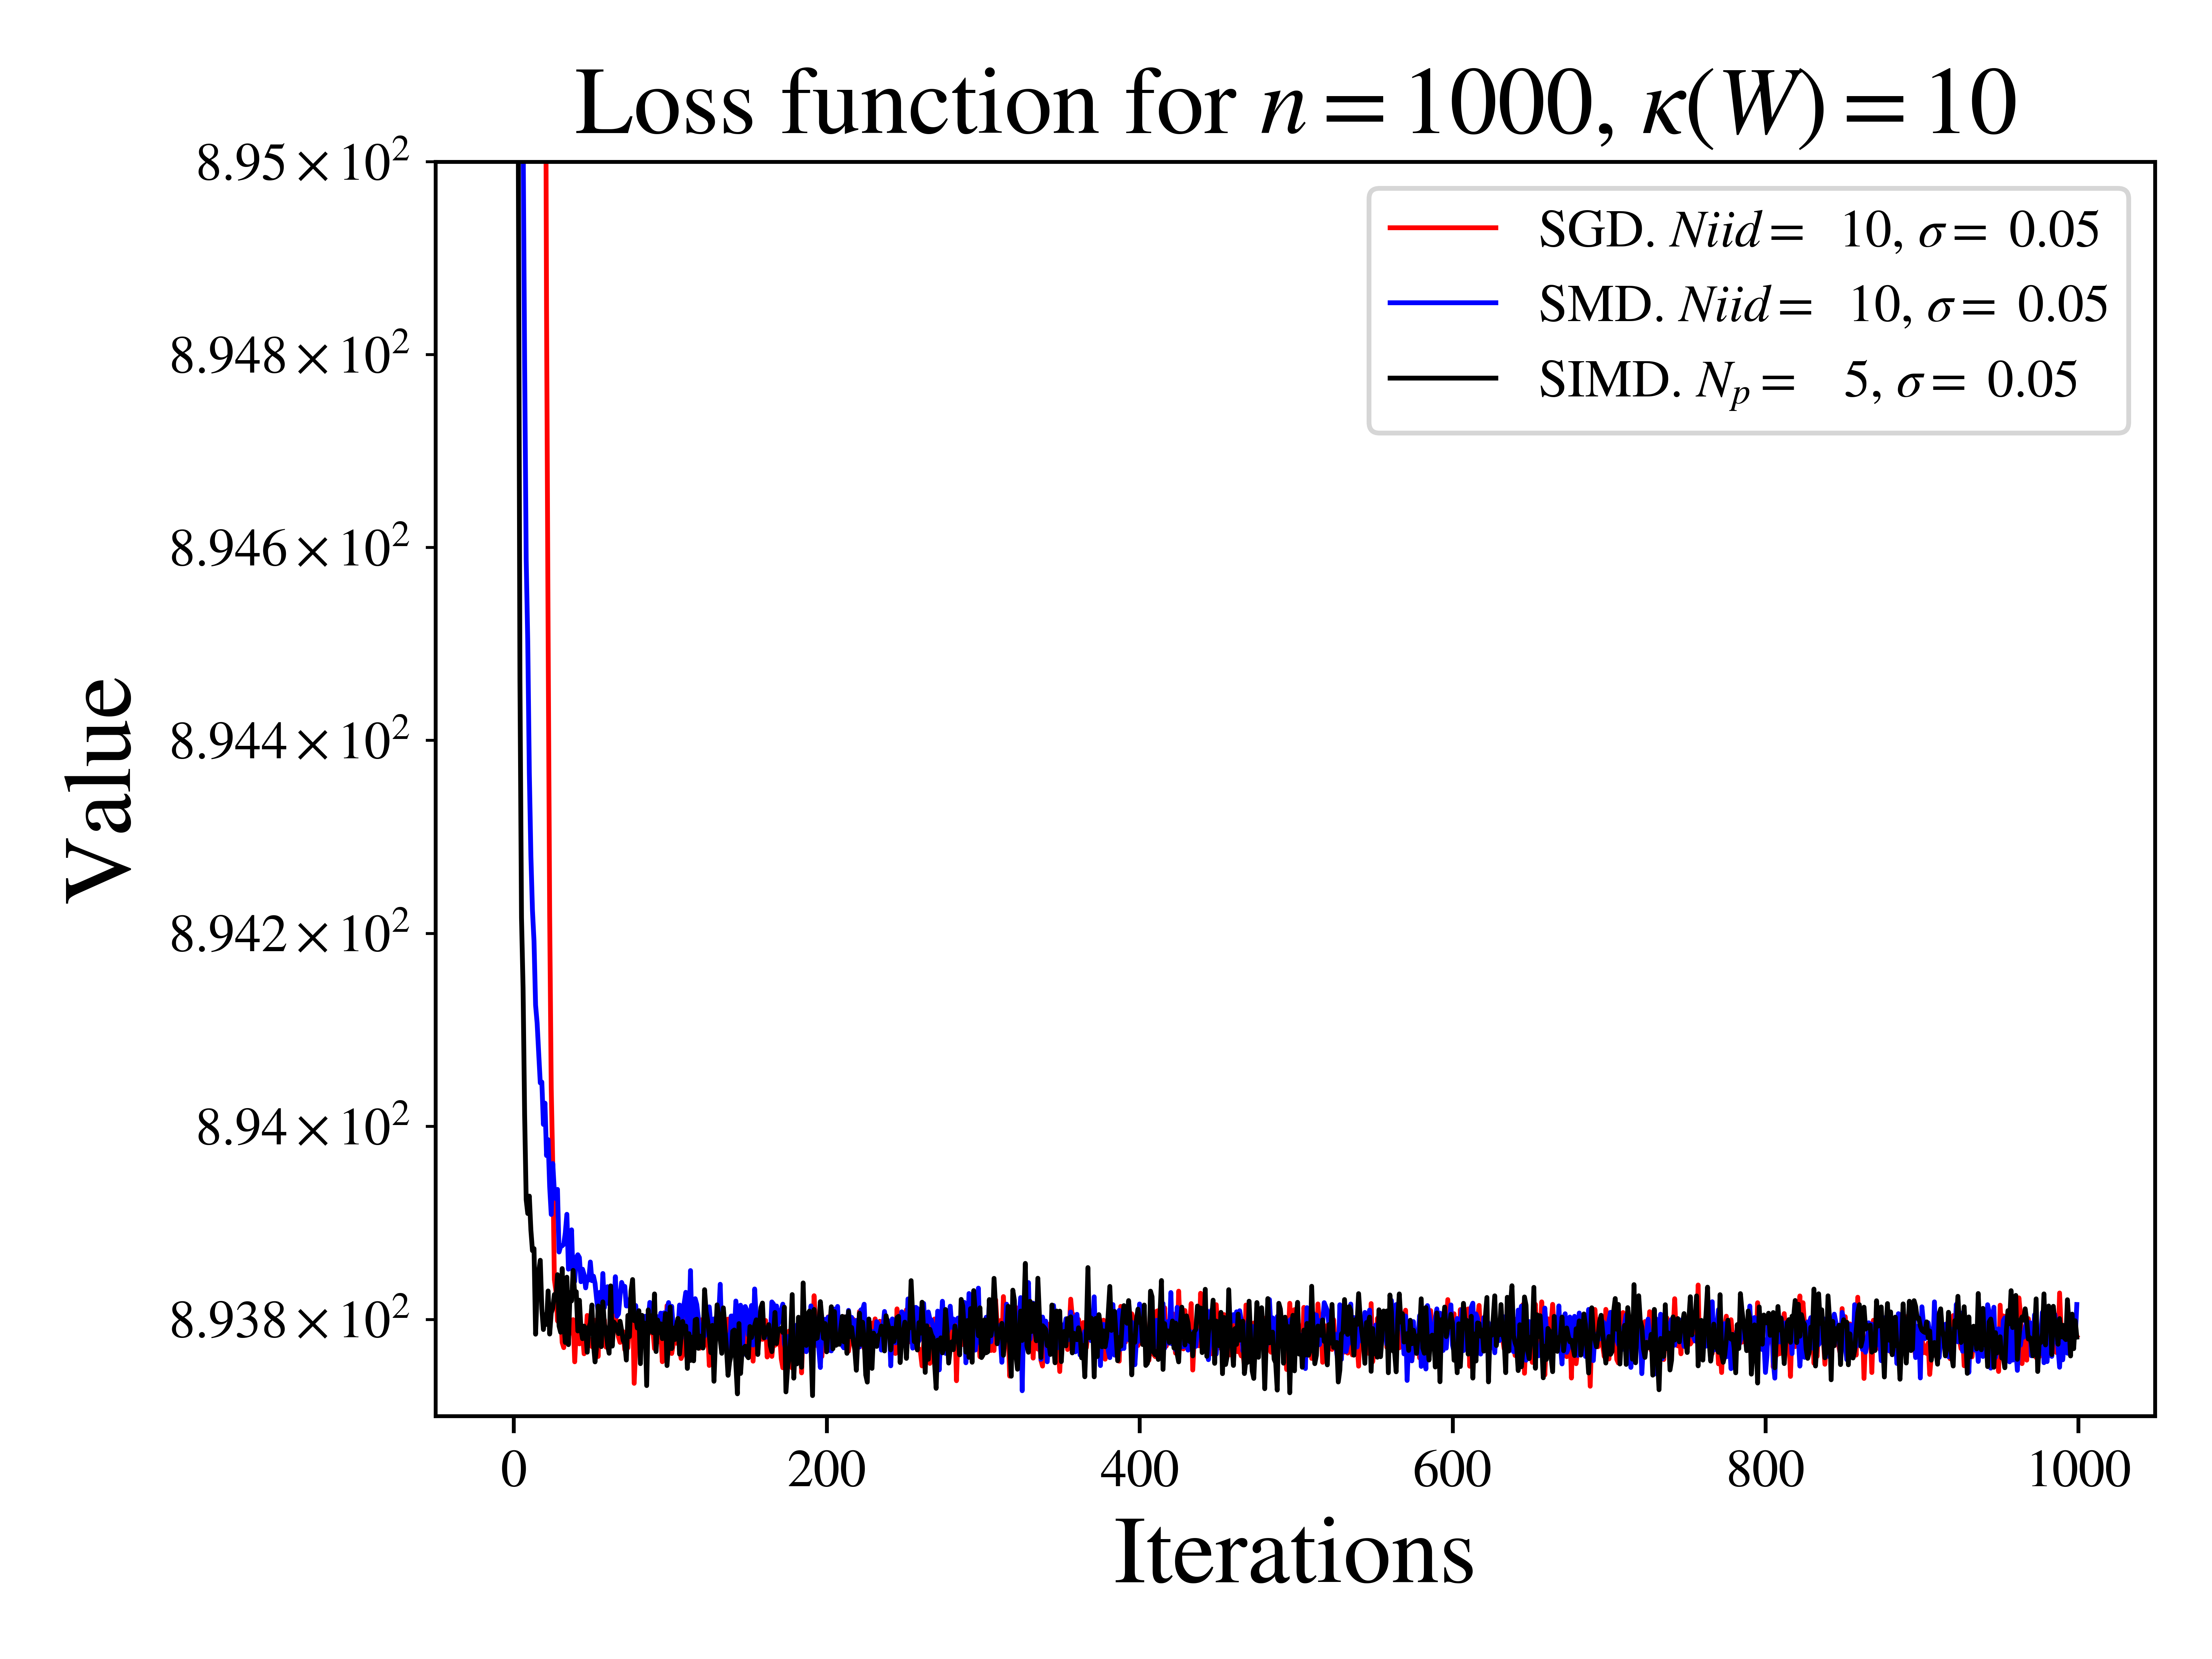 Loss function for n = 1000, κ(W) = 10
8.95 × 10²
8.948 × 10²
8.946 × 10²
8.944 × 10²
8.942 × 10²
8.94 × 10²
8.938 × 10²
Value
SGD. Niid = 10, σ = 0.05
SMD. Niid = 10, σ = 0.05
SIMD. Nₚ = 5, σ = 0.05
0 200 400 600 800 1000
Iterations